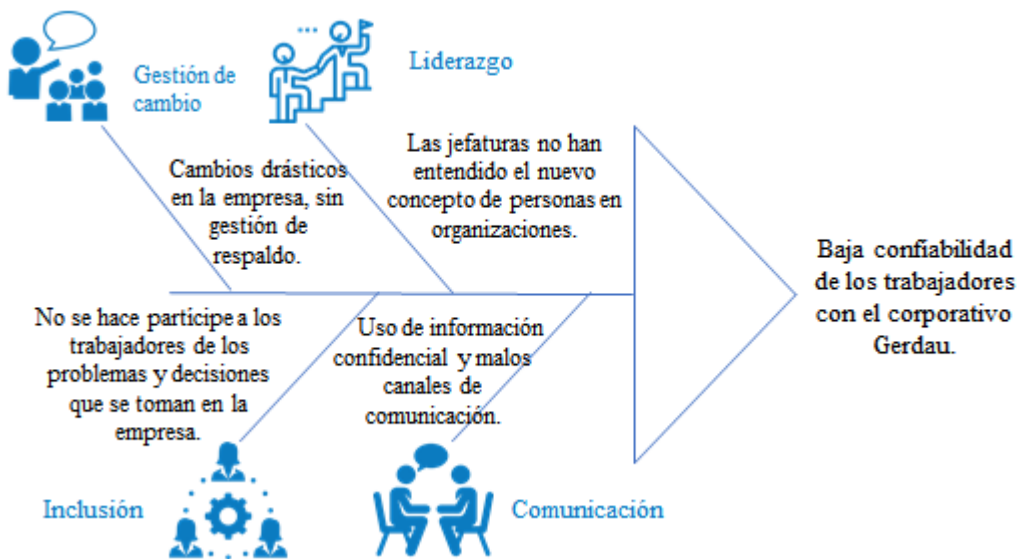 Gestión de
cambio
Liderazgo
Cambios drásticos
en la empresa, sin
gestión de
respaldo.
Las jefaturas no han
entendido el nuevo
concepto de personas en
organizaciones.
Baja confiabilidad
de los trabajadores
con el corporativo
Gerdau.
No se hace participe a los
trabajadores de los
problemas y decisiones
que se toman en la
empresa.
Uso de información
confidencial y malos
canales de
comunicación.
Inclusión
Comunicación